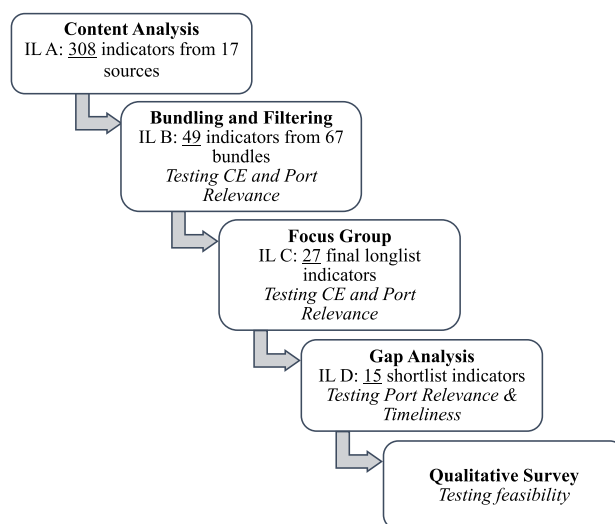 Content Analysis
IL A: 308 indicators from 17
sources
Bundling and Filtering
IL B: 49 indicators from 67
bundles
Testing CE and Port
Relevance
Focus Group
IL C: 27 final longlist
indicators
Testing CE and Port
Relevance
Gap Analysis
IL D: 15 shortlist indicators
Testing Port Relevance &
Timeliness
Qualitative Survey
Testing feasibility